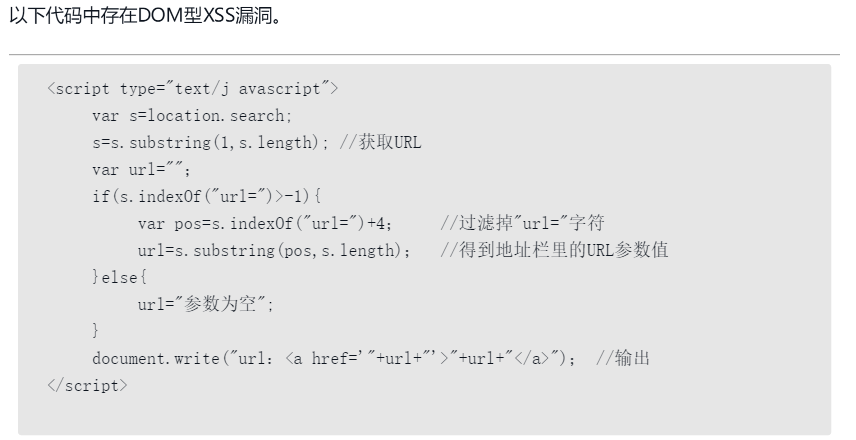 以下代码中存在DOM型XSS漏洞。
<script type="text/j avascript">
var s=location.search;
s=s.substring(1,s.length); //获取URL
var url="";
if(s.indexOf("url=")>-1){
var pos=s.indexOf("url=")+4; //过滤掉"url="字符
url=s.substring(pos,s.length); //得到地址栏里的URL参数值
}else{
url="参数为空";
}
document.write("url: <a href='"+url+"'>"+url+"</a>"); //输出
</script>